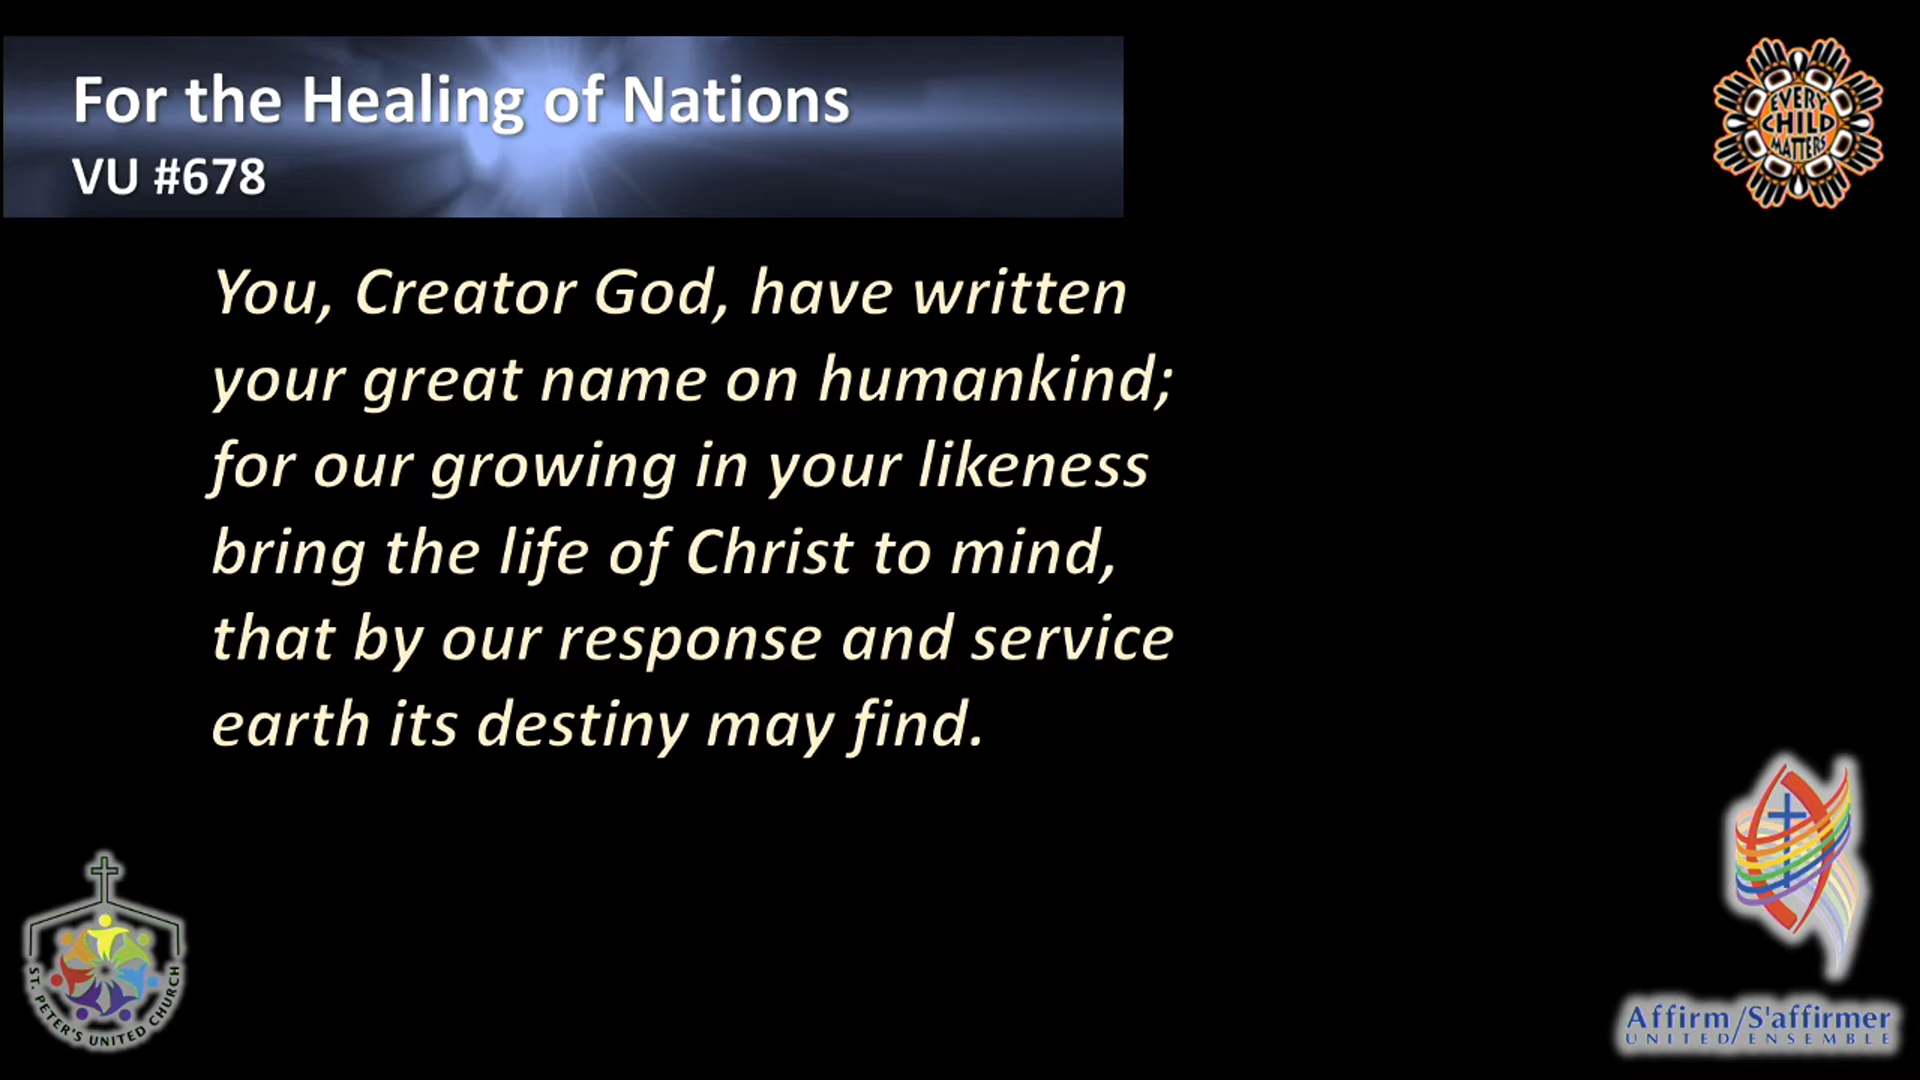 For the Healing of Nations
VU #678
EVERY
CHILD
MATTERS
You, Creator God, have written
your great name on humankind;
for our growing in your likeness
bring the life of Christ to mind,
that by our response and service
earth its destiny may find.
ST. PETER'S UNITED CHURCH
Affirm/S'affirmer
UNITED/ENSEMBLE